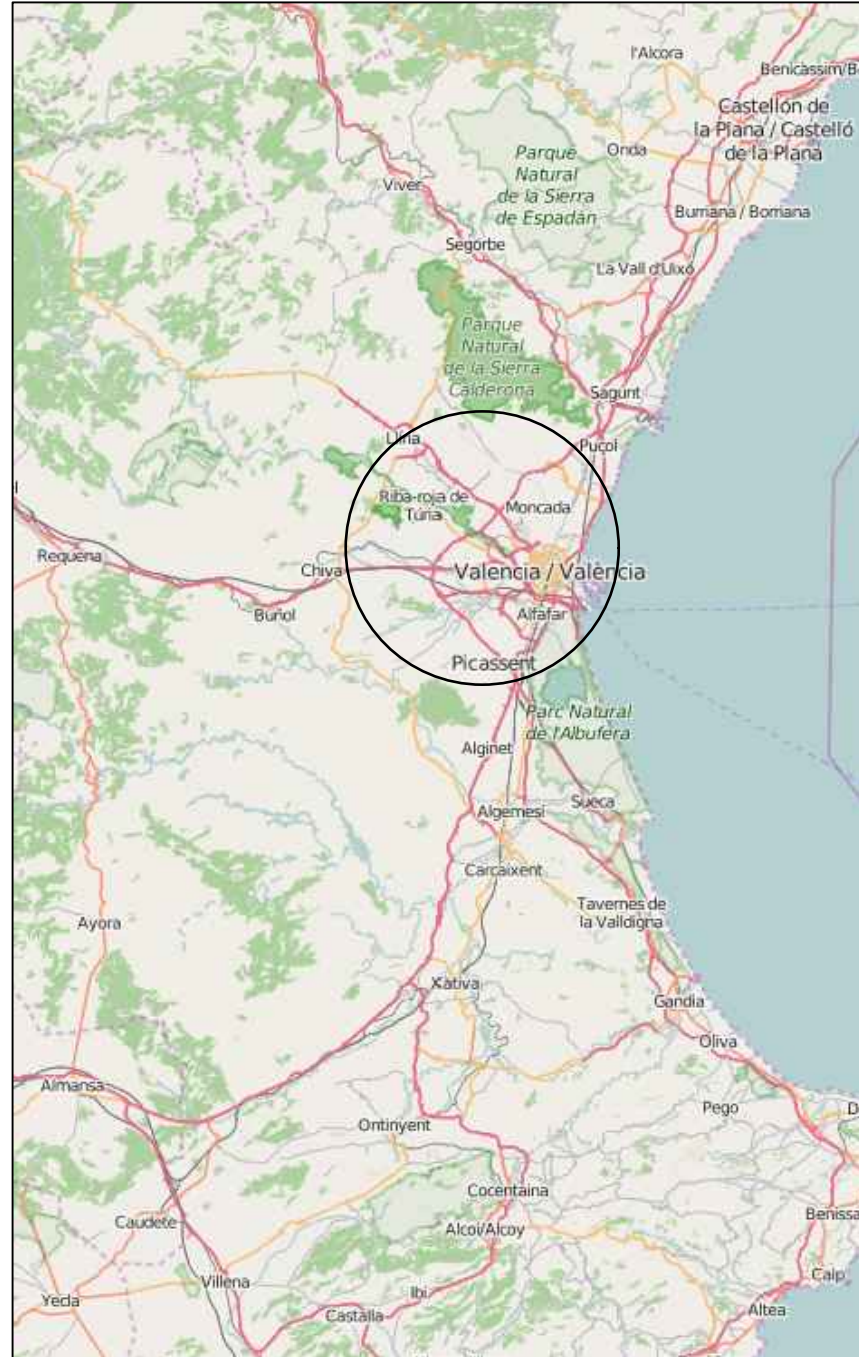 l'Alcora
Benicàssim/B
Castellón de
la Plana / Castelló
de la Plana
Onda
Parque
Natural
de la Sierra
de Espadán
Viver
Burriana / Borriana
Segorbe
La Vall d'Uixó
Parque
Natural
de la Sierra
Calderona
Sagunt
Llíria
Puçol
Riba-roja de
Túria
Moncada
Requena
Chiva
Valencia / València
Buñol
Alfafar
Picassent
Parc Natural
de l'Albufera
Alginet
Algemesí
Sueca
Carcaixent
Tavernes de
la Valldigna
Ayora
Xàtiva
Gandia
Oliva
Almansa
Pego
D
Ontinyent
Cocentaina
Caudete
Alcoi/Alcoy
Benissa
Villena
Ibi
Calp
Yecla
Castalla
Altea